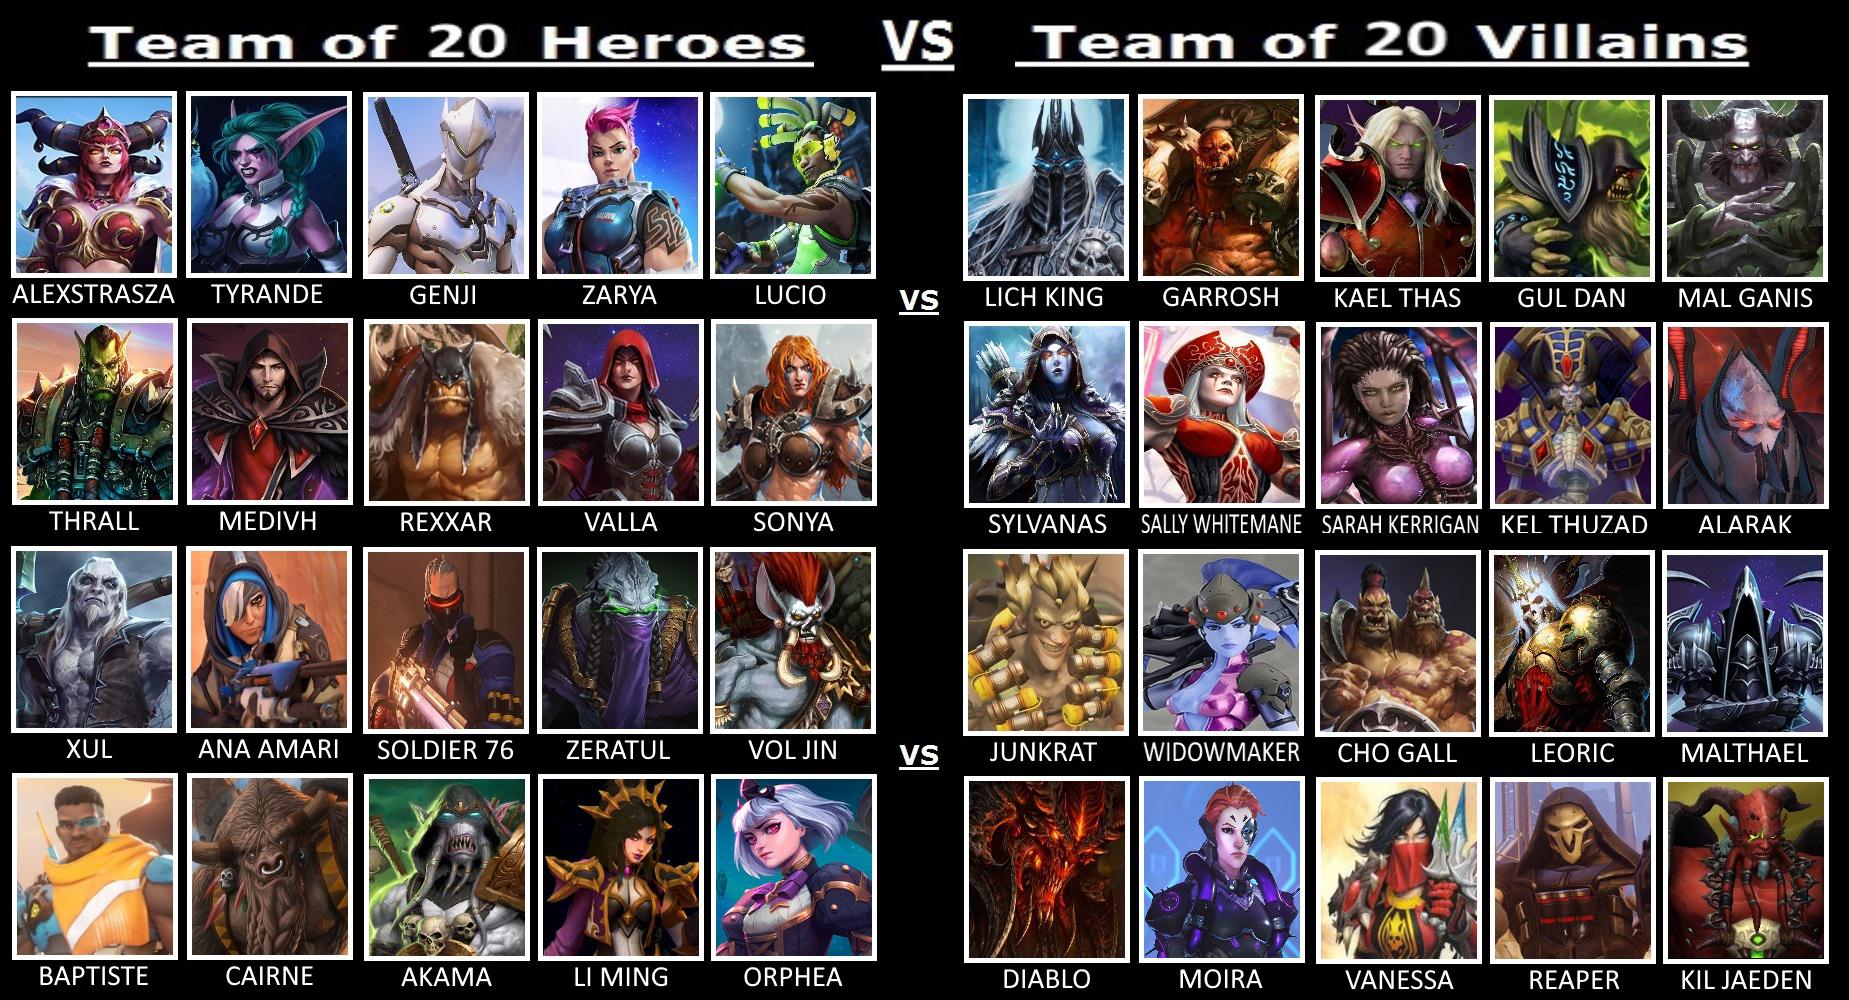 Team of 20 Heroes VS Team of 20 Villains
ALEXSTRASZA TYRANDE GENJI ZARYA LUCIO VS LICH KING GARROSH KAEL THAS GUL DAN MAL GANIS
THRALL MEDIVH REXXAR VALLA SONYA SYLVANAS SALLY WHITEMANE SARAH KERRIGAN KEL THUZAD ALARAK
XUL ANA AMARI SOLDIER 76 ZERATUL VOL JIN VS JUNKRAT WIDOWMAKER CHO GALL LEORIC MALTHAEL
BAPTISTE CAIRNE AKAMA LI MING ORPHEA DIABLO MOIRA VANESSA REAPER KIL JAEDEN